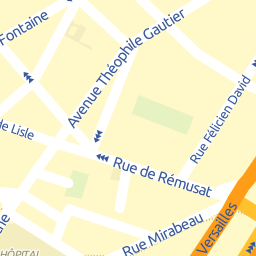 Fontaine
Avenue Théophile Gautier
Rue Félicien David
de Lisle
Rue de Rémusat
Rue Mirabeau
Versailles
HÔPITAL